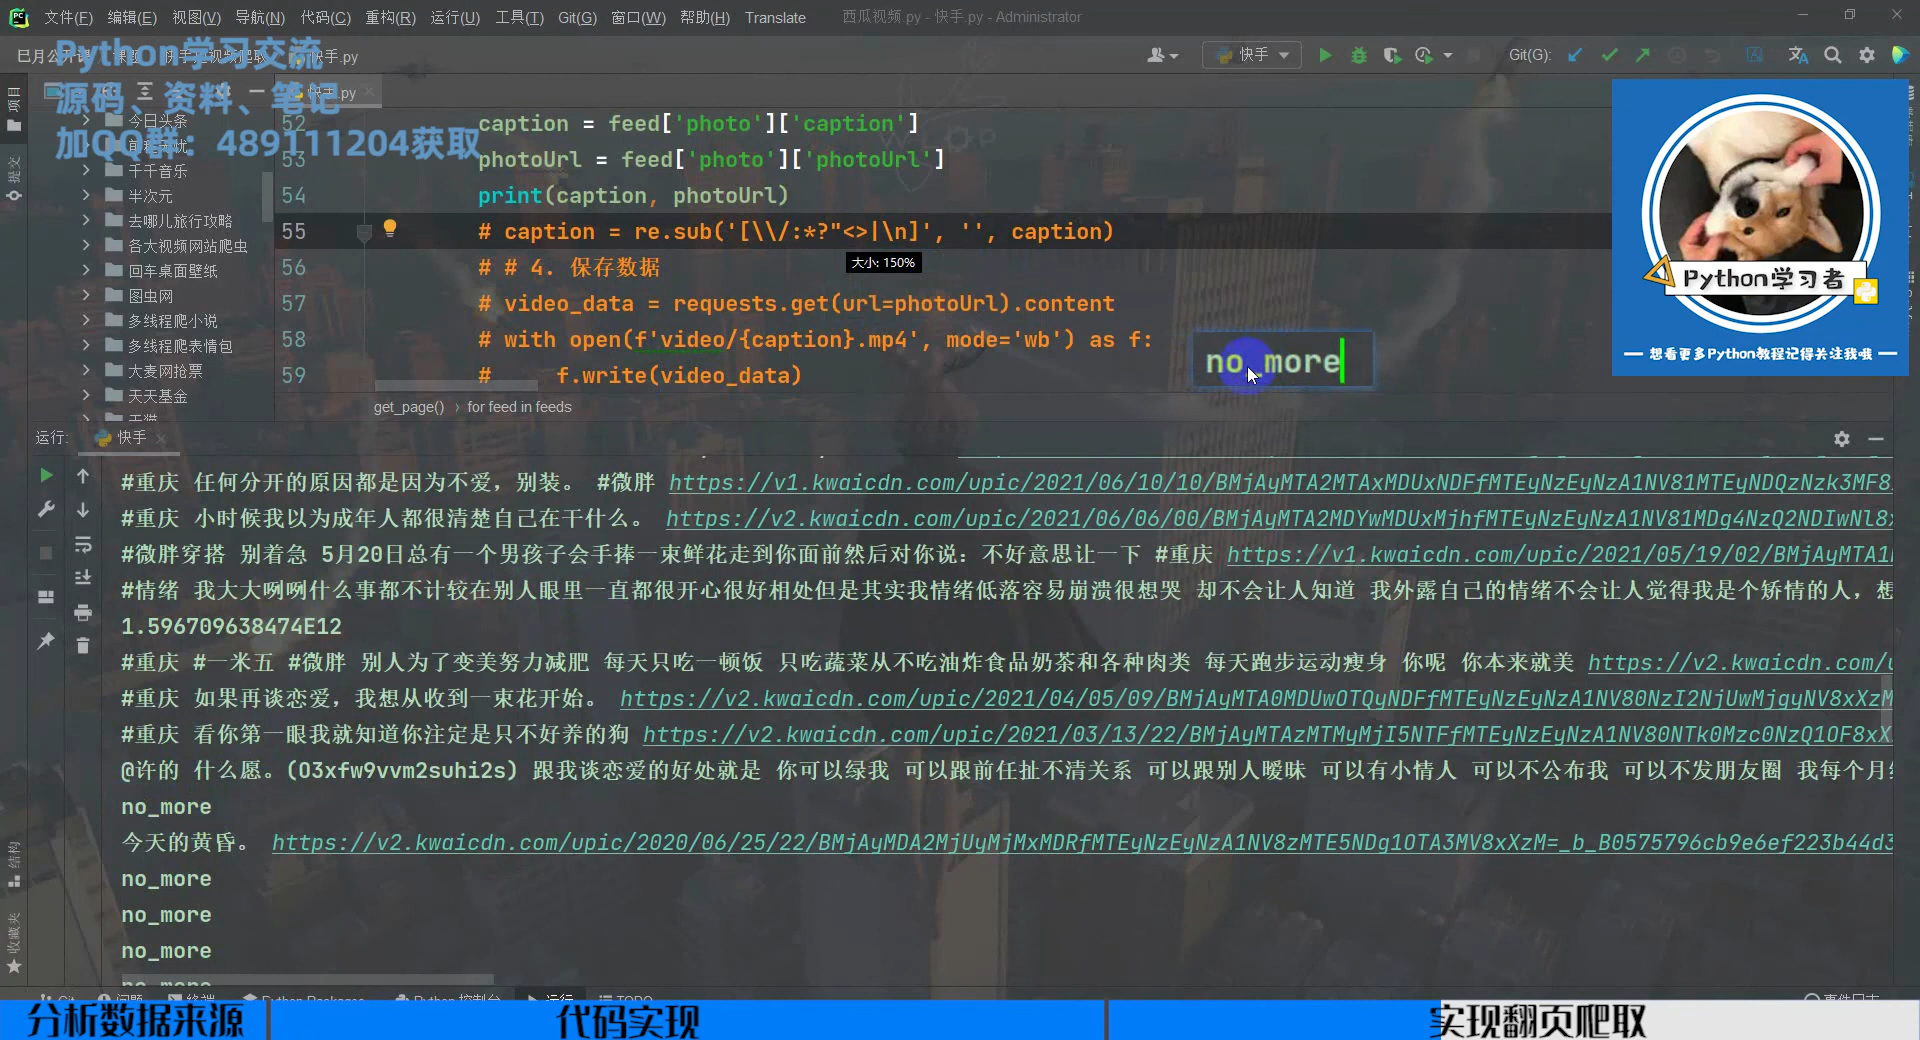 文件(F) 编辑(E) 视图(V) 导航(N) 代码(C) 重构(R) 运行(U) 工具(T) Git(G) 窗口(W) 帮助(H) Translate 西瓜视频.py - 快手.py - Administrator
快手.py
快手
Git(G):
Python学习交流
源码、资料、笔记
加QQ群：489111204获取
项目
提交
今日头条
千千音乐
半次元
去哪儿旅行攻略
各大视频网站爬虫
回车桌面壁纸
图虫网
多线程爬小说
多线程爬表情包
大麦网抢票
天天基金
52 caption = feed['photo']['caption']
53 photoUrl = feed['photo']['photoUrl']
54 print(caption, photoUrl)
55 # caption = re.sub('[\\/:*?"<>|\n]', '', caption)
56 # # 4. 保存数据
57 # video_data = requests.get(url=photoUrl).content
58 # with open(f'video/{caption}.mp4', mode='wb') as f:
59 #     f.write(video_data)
大小: 150%
no_more
get_page() › for feed in feeds
Python学习者
想看更多Python教程记得关注我哦
运行: 快手
#重庆 任何分开的原因都是因为不爱，别装。 #微胖 https://v1.kwaicdn.com/upic/2021/06/10/10/BMjAyMTA2MTAxMDUxNDFfMTEyNzEyNzA1NV81MTEyNDQzNzk3MF8
#重庆 小时候我以为成年人都很清楚自己在干什么。 https://v2.kwaicdn.com/upic/2021/06/06/00/BMjAyMTA2MDYwMDUxMjhfMTEyNzEyNzA1NV81MDg4NzQ2NDIwNl8x
#微胖穿搭 别着急 5月20日总有一个男孩子会手捧一束鲜花走到你面前然后对你说：不好意思让一下 #重庆 https://v1.kwaicdn.com/upic/2021/05/19/02/BMjAyMTA1
#情绪 我大大咧咧什么事都不计较在别人眼里一直都很开心很好相处但是其实我情绪低落容易崩溃很想哭 却不会让人知道 我外露自己的情绪不会让人觉得我是个矫情的人，想
1.596709638474E12
#重庆 #一米五 #微胖 别人为了变美努力减肥 每天只吃一顿饭 只吃蔬菜从不吃油炸食品奶茶和各种肉类 每天跑步运动瘦身 你呢 你本来就美 https://v2.kwaicdn.com/u
#重庆 如果再谈恋爱，我想从收到一束花开始。 https://v2.kwaicdn.com/upic/2021/04/05/09/BMjAyMTA0MDUwOTQyNDFfMTEyNzEyNzA1NV80NzI2NjUwMjgyNV8xXzM
#重庆 看你第一眼我就知道你注定是只不好养的狗 https://v2.kwaicdn.com/upic/2021/03/13/22/BMjAyMTAzMTMyMjI5NTFfMTEyNzEyNzA1NV80NTk0Mzc0NzQ1OF8xX
@许的 什么愿。(O3xfw9vvm2suhi2s) 跟我谈恋爱的好处就是 你可以绿我 可以跟前任扯不清关系 可以跟别人暧昧 可以有小情人 可以不公布我 可以不发朋友圈 我每个月
no_more
今天的黄昏。 https://v2.kwaicdn.com/upic/2020/06/25/22/BMjAyMDA2MjUyMjMxMDRfMTEyNzEyNzA1NV8zMTE5NDg1OTA3MV8xXzM=_b_B0575796cb9e6ef223b44d3
no_more
no_more
no_more
结构
收藏夹
分析数据来源
代码实现
实现翻页爬取